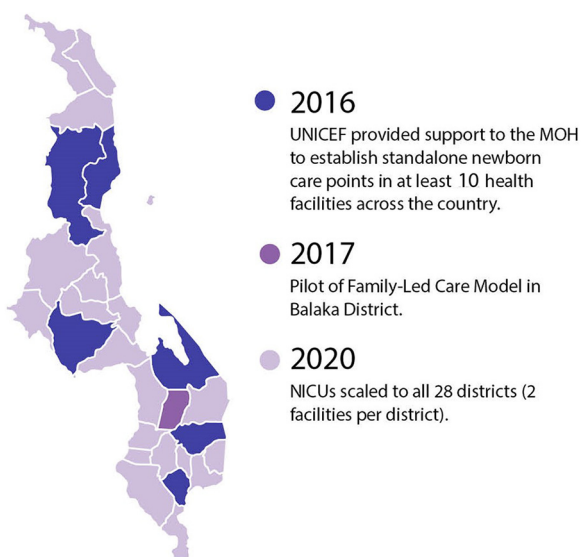 2016
UNICEF provided support to the MOH
to establish standalone newborn
care points in at least 10 health
facilities across the country.
2017
Pilot of Family-Led Care Model in
Balaka District.
2020
NICUs scaled to all 28 districts (2
facilities per district).